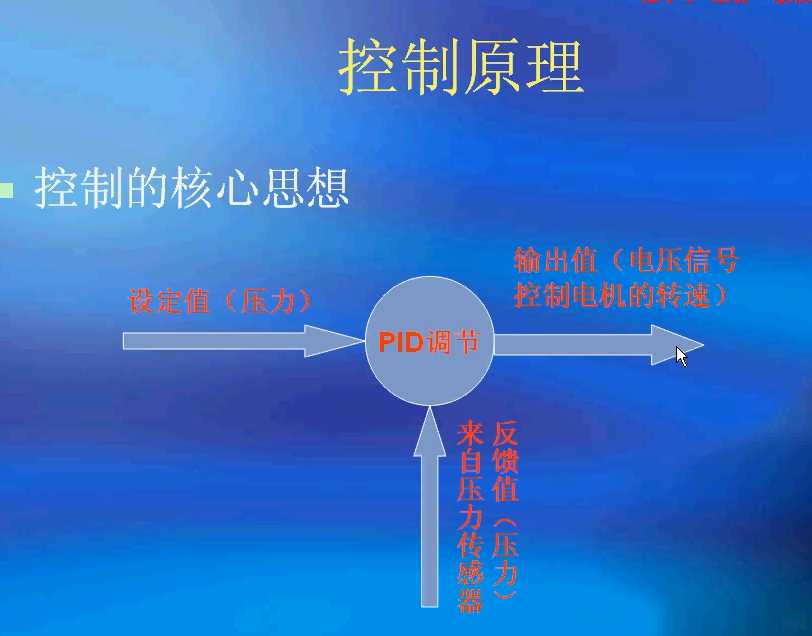 控制原理
控制的核心思想
输出值（电压信号
控制电机的转速）
设定值（压力）
PID调节
反馈值（压力）
来自压力传感器